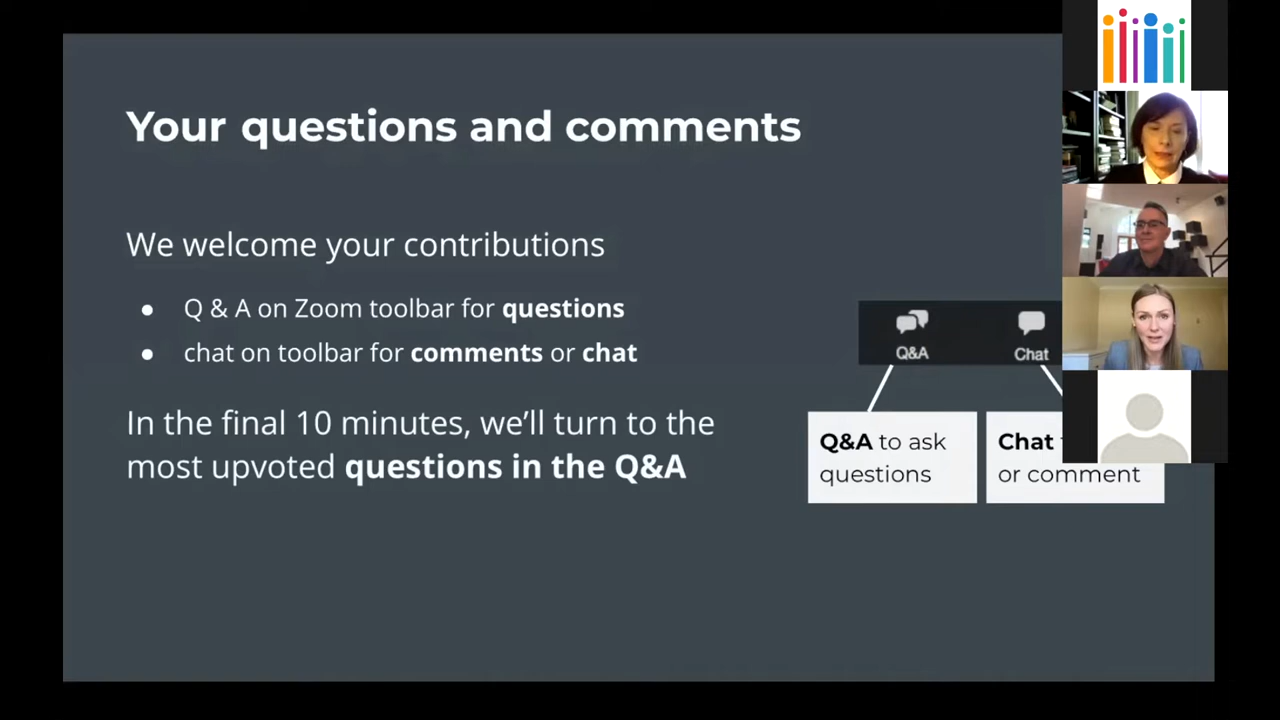 Your questions and comments
We welcome your contributions
● Q & A on Zoom toolbar for questions
● chat on toolbar for comments or chat
In the final 10 minutes, we'll turn to the
most upvoted questions in the Q&A
Q&A Chat
Q&A to ask
questions
Chat
or comment